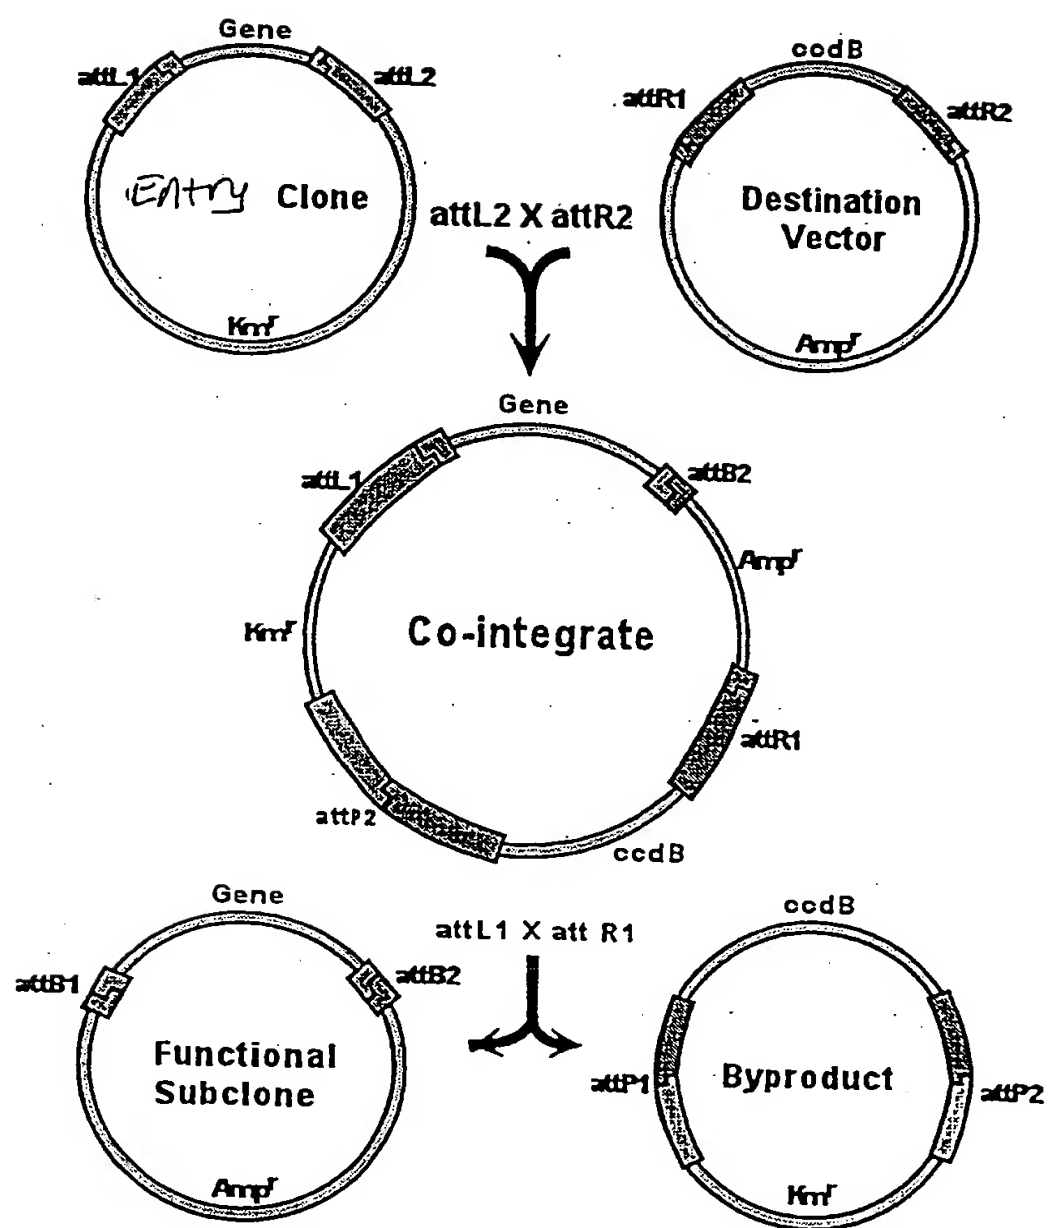 Gene
attL1
attL2
Entry Clone
Kmr
ccdB
attR1
attR2
Destination
Vector
Ampr
attL2 X attR2
Gene
attL1
attB2
Ampr
Kmr
Co-integrate
attR1
attP2
ccdB
Gene
attB1
attB2
Functional
Subclone
Ampr
attL1 X att R1
ccdB
attP1
Byproduct
attP2
Kmr